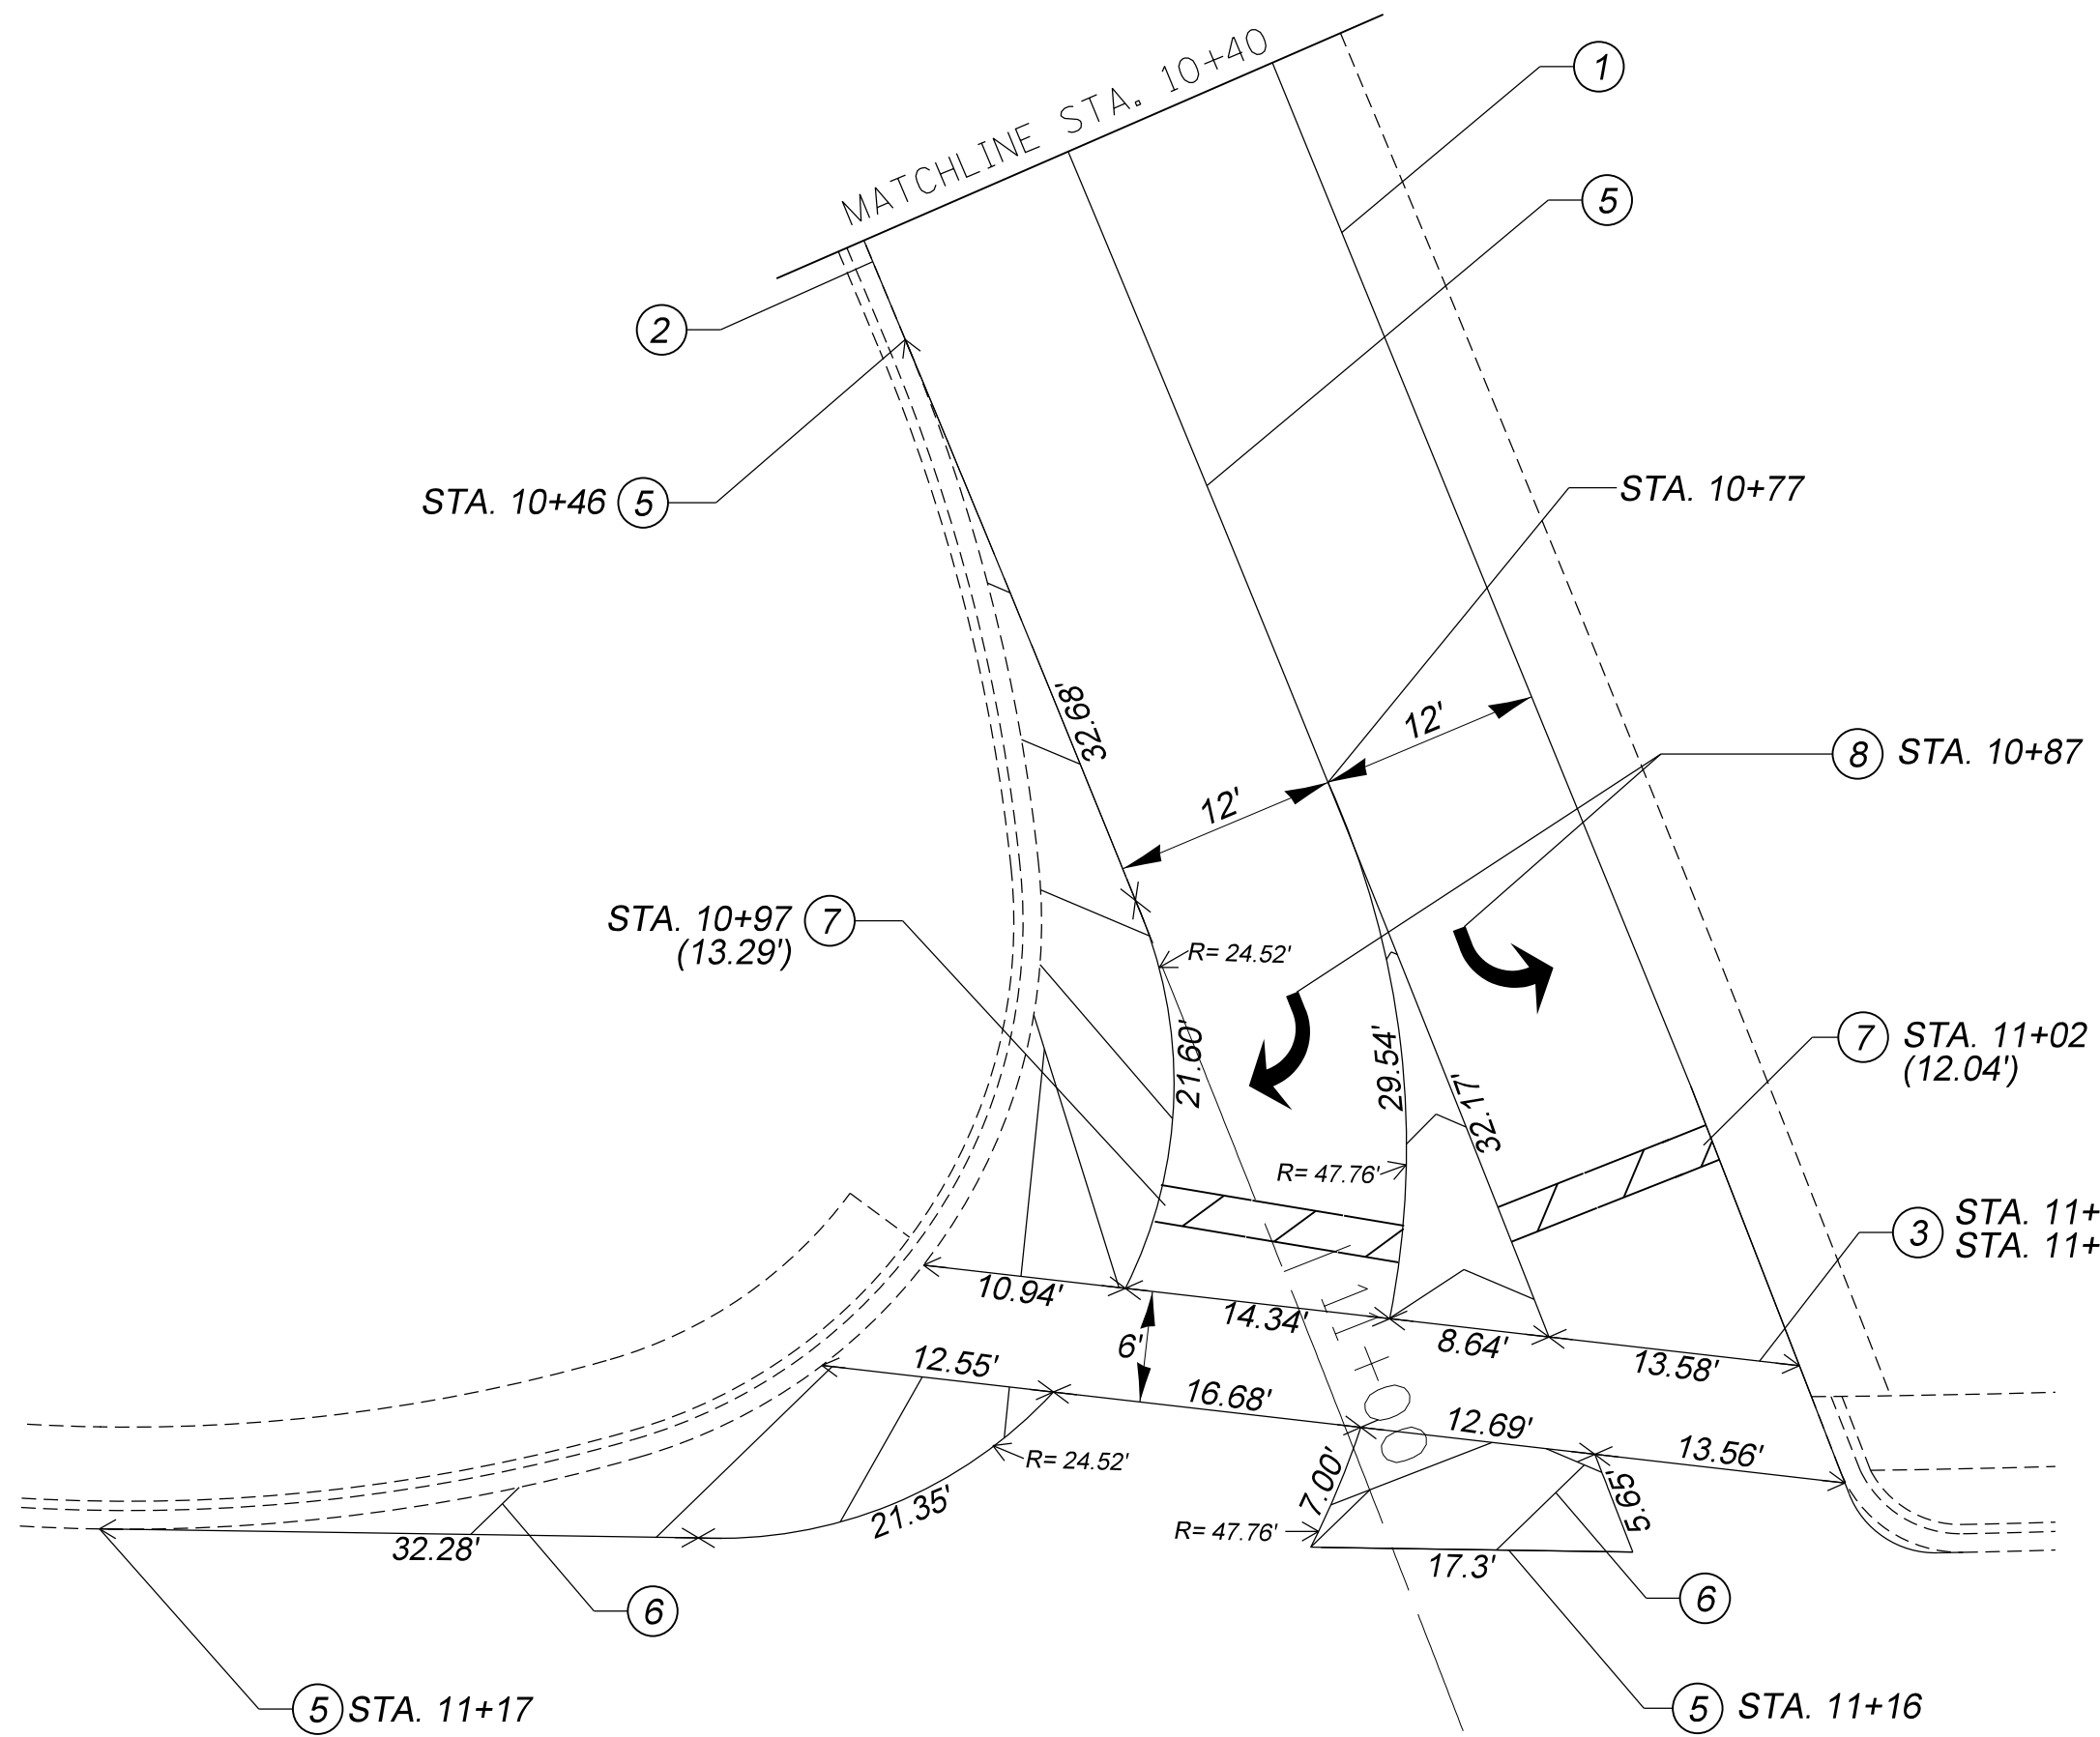 MATCHLINE STA. 10+40
1
5
2
STA. 10+46 5
STA. 10+77
32.68'
12'
12'
8 STA. 10+87
STA. 10+97 7
(13.29')
R= 24.52'
21.60'
29.54'
32.17'
7 STA. 11+02
(12.04')
R= 47.76'
3 STA. 11+
STA. 11+
10.94'
14.34'
8.64'
13.58'
6'
11+00
12.55'
16.68'
12.69'
13.56'
R= 24.52'
7.00'
5.65'
21.35'
R= 47.76'
32.28'
17.3'
6
6
5 STA. 11+17
5 STA. 11+16